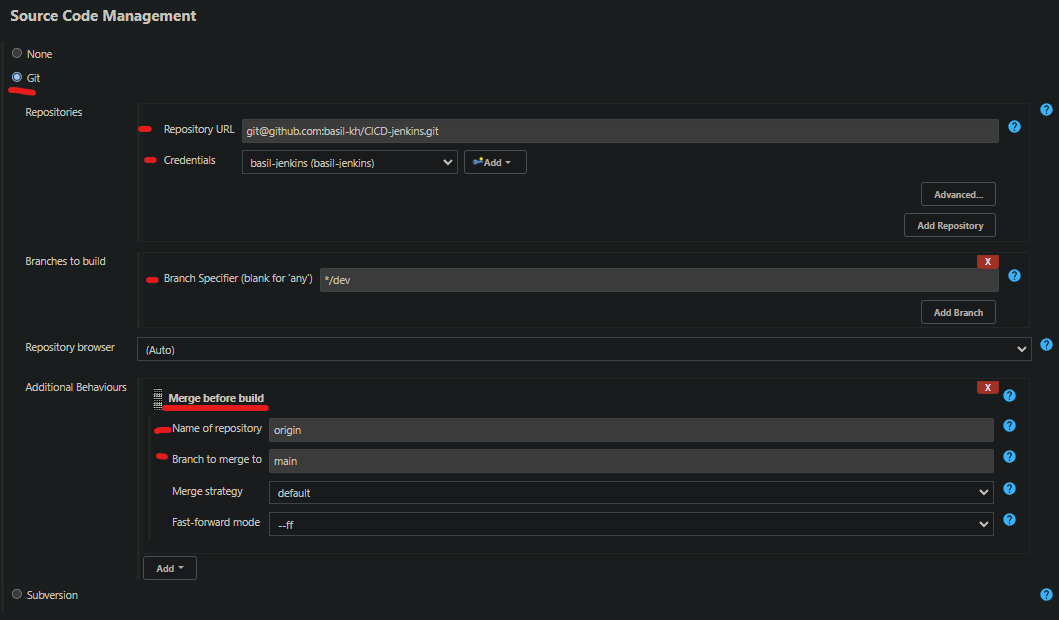 Source Code Management
None
Git
Repositories
Repository URL git@github.com:basil-kh/CICD-jenkins.git
Credentials basil-jenkins (basil-jenkins) Add
Advanced...
Add Repository
Branches to build
X
Branch Specifier (blank for 'any') */dev
Add Branch
Repository browser (Auto)
Additional Behaviours
X
Merge before build
Name of repository origin
Branch to merge to main
Merge strategy default
Fast-forward mode --ff
Add
Subversion